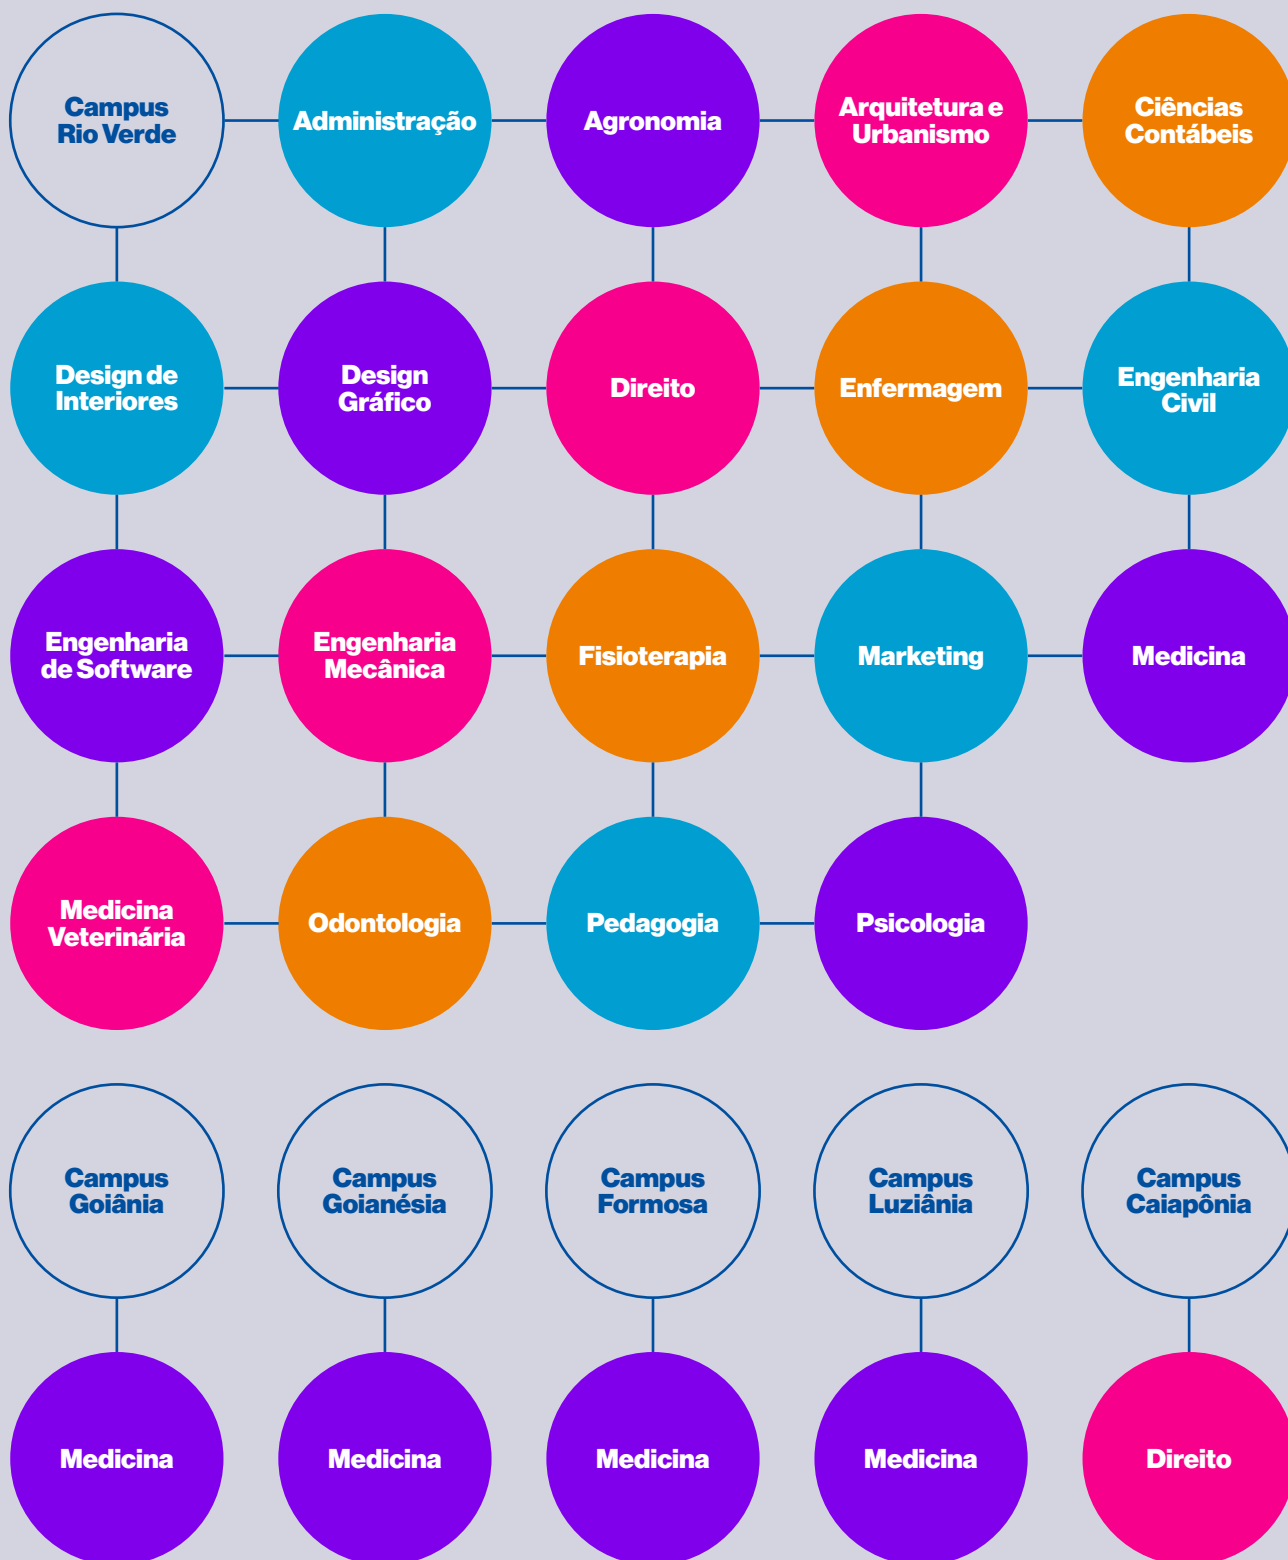 Campus
Rio Verde
Administração
Agronomia
Arquitetura e
Urbanismo
Ciências
Contábeis
Design de
Interiores
Design
Gráfico
Direito
Enfermagem
Engenharia
Civil
Engenharia
de Software
Engenharia
Mecânica
Fisioterapia
Marketing
Medicina
Medicina
Veterinária
Odontologia
Pedagogia
Psicologia
Campus
Goiânia
Campus
Goianésia
Campus
Formosa
Campus
Luziânia
Campus
Caiapônia
Medicina
Medicina
Medicina
Medicina
Direito